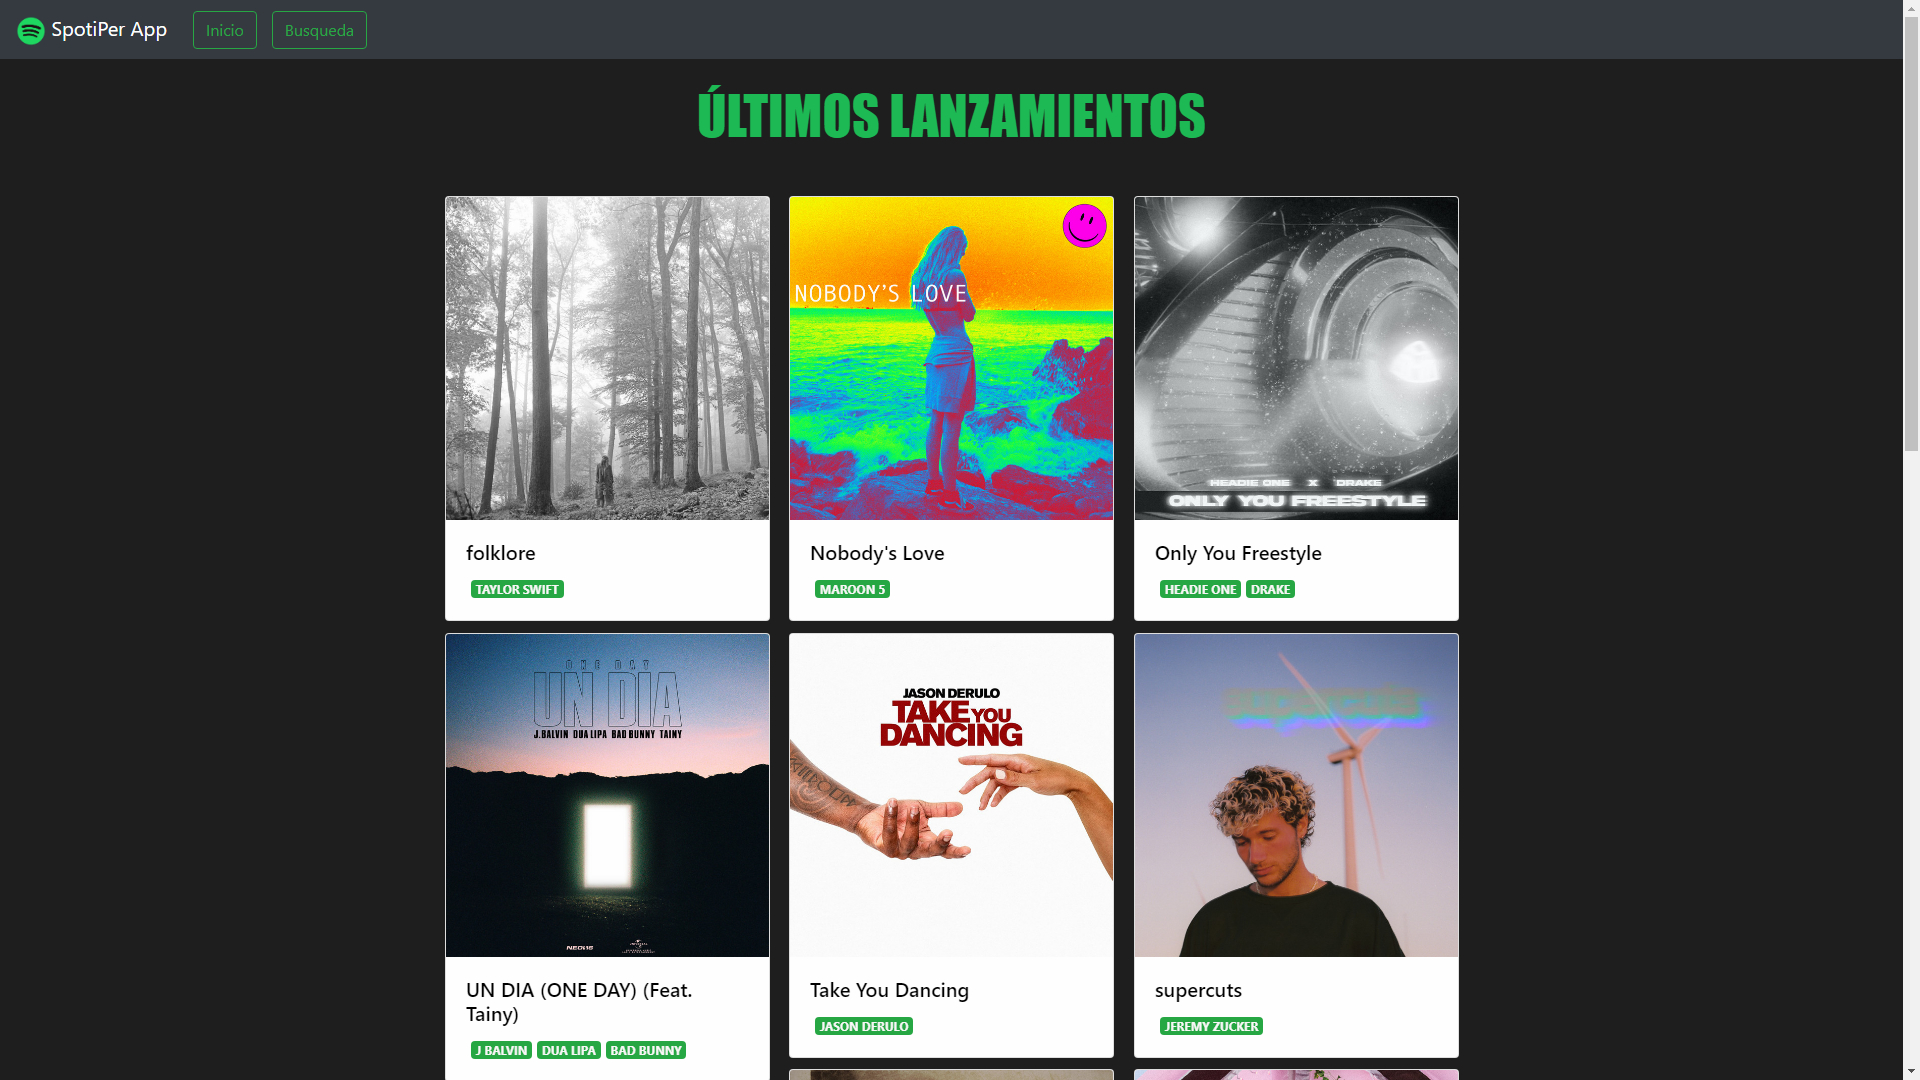 SpotiPer App
Inicio
Busqueda
ÚLTIMOS LANZAMIENTOS
NOBODY'S LOVE
HEADIE ONE X DRAKE
ONLY YOU FREESTYLE
folklore
TAYLOR SWIFT
Nobody's Love
MAROON 5
Only You Freestyle
HEADIE ONE DRAKE
ONE DAY
UN DIA
J.BALVIN DUA LIPA BAD BUNNY TAINY
NEON16
JASON DERULO
TAKE YOU
DANCING
UN DIA (ONE DAY) (Feat.
Tainy)
J BALVIN DUA LIPA BAD BUNNY
Take You Dancing
JASON DERULO
supercuts
JEREMY ZUCKER